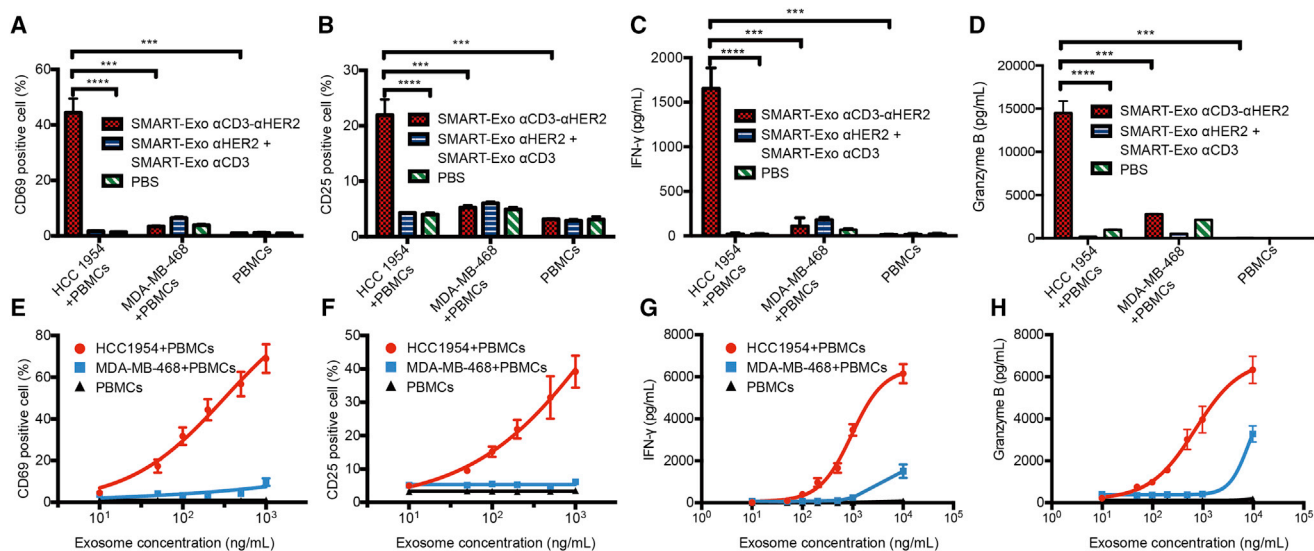 A
***
***
****
CD69 positive cell (%)
60
40
20
0
SMART-Exo αCD3-αHER2
SMART-Exo αHER2 +
SMART-Exo αCD3
PBS
HCC 1954
+PBMCs
MDA-MB-468
+PBMCs
PBMCs
B
***
***
****
CD25 positive cell (%)
30
20
10
0
SMART-Exo αCD3-αHER2
SMART-Exo αHER2 +
SMART-Exo αCD3
PBS
HCC 1954
+PBMCs
MDA-MB-468
+PBMCs
PBMCs
C
***
***
****
IFN-γ (pg/mL)
2000
1500
1000
500
0
SMART-Exo αCD3-αHER2
SMART-Exo αHER2 +
SMART-Exo αCD3
PBS
HCC 1954
+PBMCs
MDA-MB-468
+PBMCs
PBMCs
D
***
***
****
Granzyme B (pg/mL)
20000
15000
10000
5000
0
SMART-Exo αCD3-αHER2
SMART-Exo αHER2 +
SMART-Exo αCD3
PBS
HCC 1954
+PBMCs
MDA-MB-468
+PBMCs
PBMCs
E
CD69 positive cell (%)
80
60
40
20
0
HCC1954+PBMCs
MDA-MB-468+PBMCs
PBMCs
10¹ 10² 10³
Exosome concentration (ng/mL)
F
CD25 positive cell (%)
50
40
30
20
10
0
HCC1954+PBMCs
MDA-MB-468+PBMCs
PBMCs
10¹ 10² 10³
Exosome concentration (ng/mL)
G
IFN-γ (pg/mL)
8000
6000
4000
2000
0
HCC1954+PBMCs
MDA-MB-468+PBMCs
PBMCs
10⁰ 10¹ 10² 10³ 10⁴ 10⁵
Exosome concentration (ng/mL)
H
Granzyme B (pg/mL)
8000
6000
4000
2000
0
HCC1954+PBMCs
MDA-MB-468+PBMCs
PBMCs
10⁰ 10¹ 10² 10³ 10⁴ 10⁵
Exosome concentration (ng/mL)